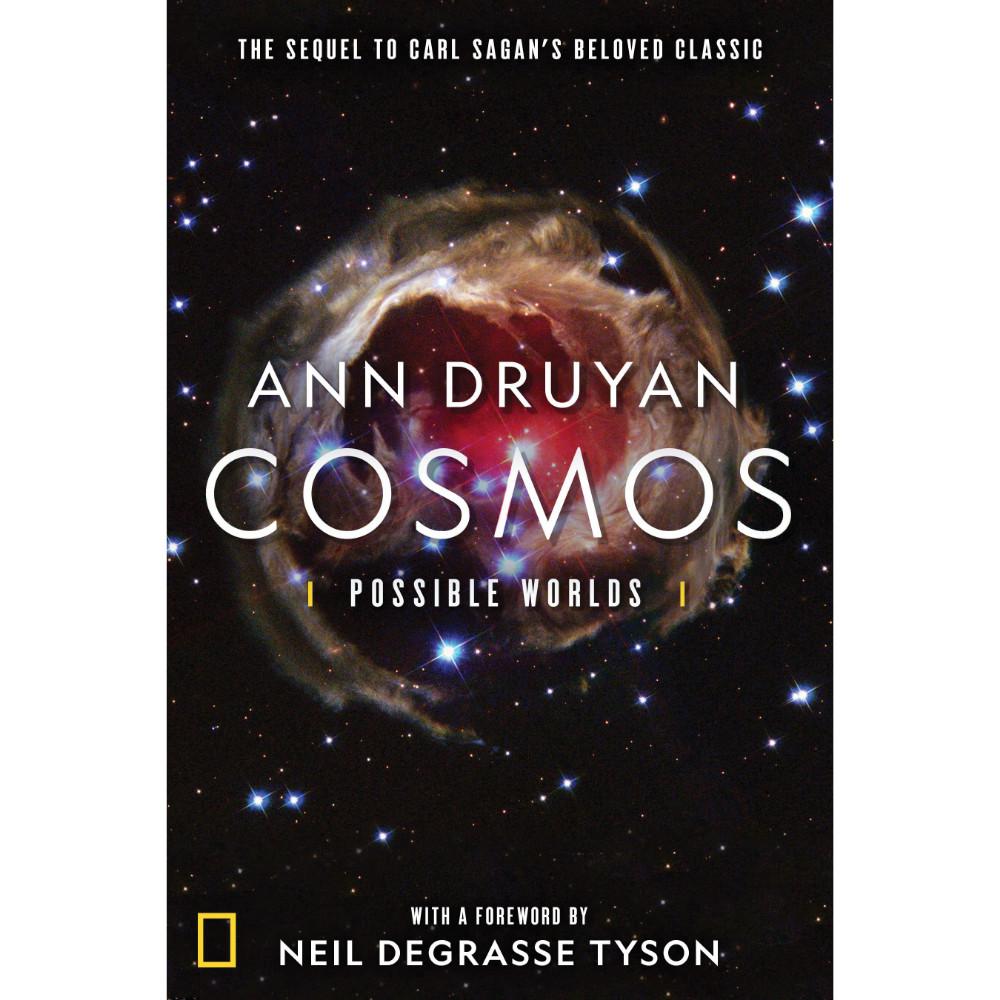 THE SEQUEL TO CARL SAGAN'S BELOVED CLASSIC
ANN DRUYAN
COSMOS
POSSIBLE WORLDS
WITH A FOREWORD BY
NEIL DEGRASSE TYSON